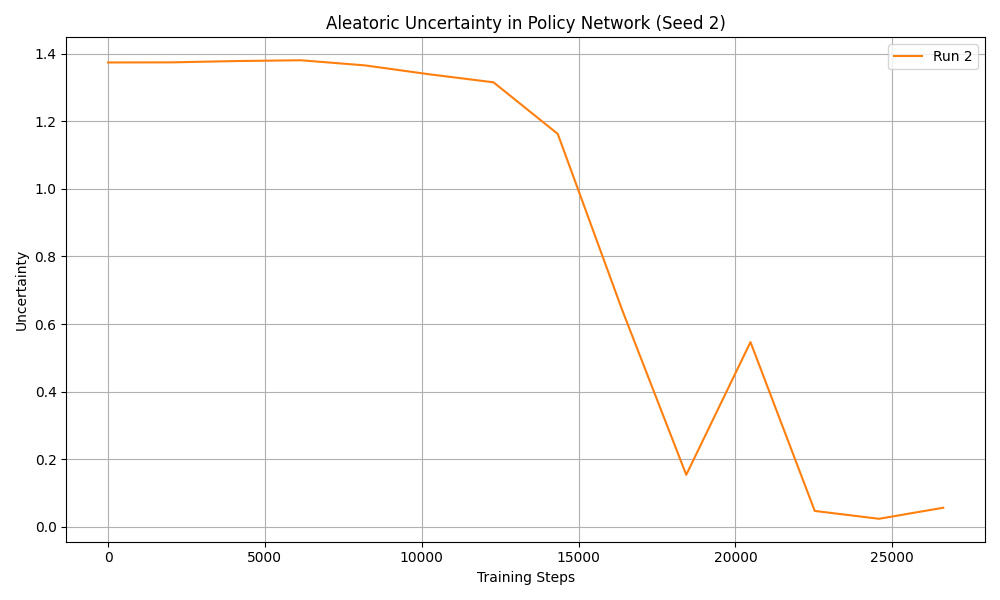 Aleatoric Uncertainty in Policy Network (Seed 2)
Run 2
Uncertainty
1.4
1.2
1.0
0.8
0.6
0.4
0.2
0.0
0 5000 10000 15000 20000 25000
Training Steps